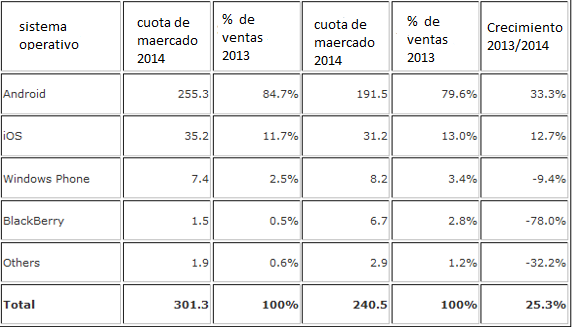 sistema operativo | cuota de maercado 2014 | % de ventas 2013 | cuota de maercado 2014 | % de ventas 2013 | Crecimiento 2013/2014
Android | 255.3 | 84.7% | 191.5 | 79.6% | 33.3%
iOS | 35.2 | 11.7% | 31.2 | 13.0% | 12.7%
Windows Phone | 7.4 | 2.5% | 8.2 | 3.4% | -9.4%
BlackBerry | 1.5 | 0.5% | 6.7 | 2.8% | -78.0%
Others | 1.9 | 0.6% | 2.9 | 1.2% | -32.2%
Total | 301.3 | 100% | 240.5 | 100% | 25.3%